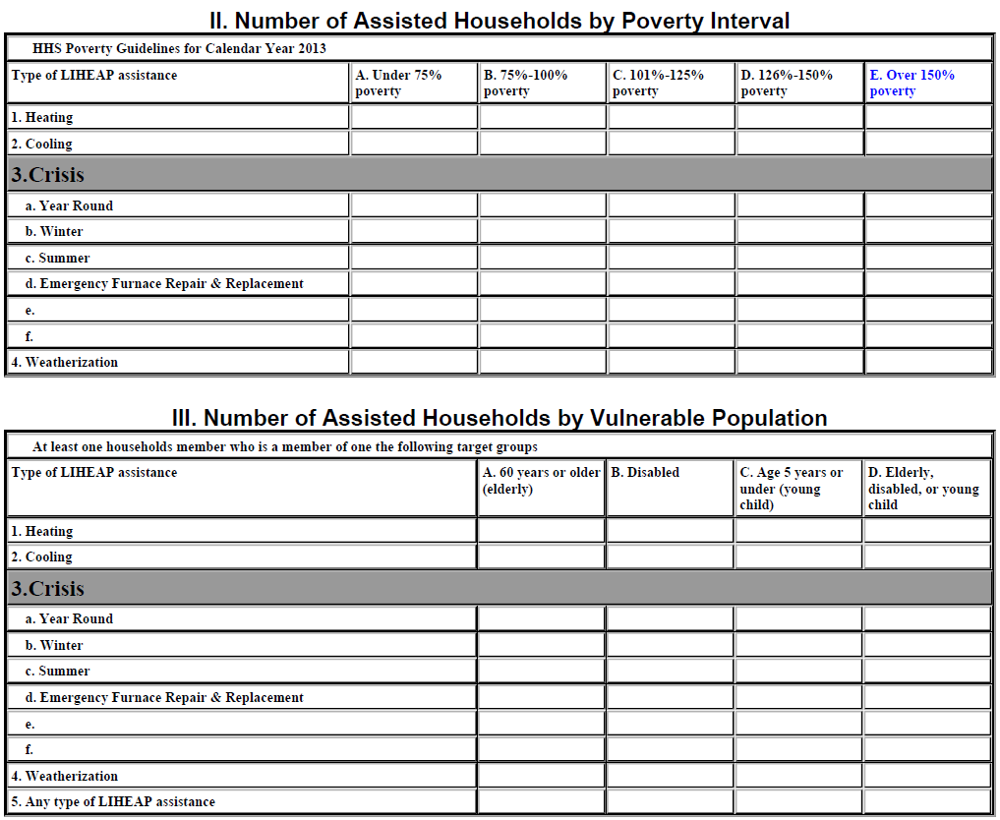 II. Number of Assisted Households by Poverty Interval
HHS Poverty Guidelines for Calendar Year 2013
Type of LIHEAP assistance A. Under 75% B. 75%-100% C. 101%-125% D. 126%-150% E. Over 150%
poverty poverty poverty poverty poverty
1. Heating
2. Cooling
3.Crisis
a. Year Round
b. Winter
c. Summer
d. Emergency Furnace Repair & Replacement
e.
f.
4. Weatherization
III. Number of Assisted Households by Vulnerable Population
At least one households member who is a member of one the following target groups
Type of LIHEAP assistance A. 60 years or older B. Disabled C. Age 5 years or D. Elderly,
(elderly) under (young disabled, or young
child) child
1. Heating
2. Cooling
3.Crisis
a. Year Round
b. Winter
c. Summer
d. Emergency Furnace Repair & Replacement
e.
f.
4. Weatherization
5. Any type of LIHEAP assistance